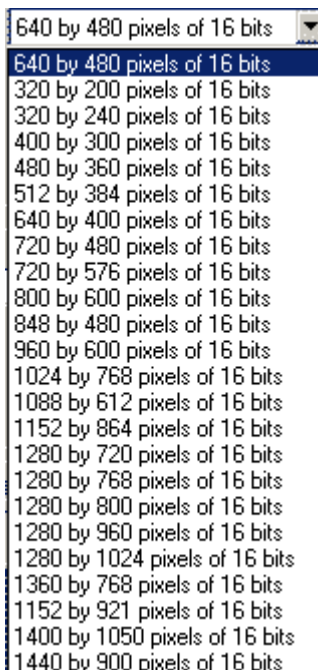 640 by 480 pixels of 16 bits
640 by 480 pixels of 16 bits
320 by 200 pixels of 16 bits
320 by 240 pixels of 16 bits
400 by 300 pixels of 16 bits
480 by 360 pixels of 16 bits
512 by 384 pixels of 16 bits
640 by 400 pixels of 16 bits
720 by 480 pixels of 16 bits
720 by 576 pixels of 16 bits
800 by 600 pixels of 16 bits
848 by 480 pixels of 16 bits
960 by 600 pixels of 16 bits
1024 by 768 pixels of 16 bits
1088 by 612 pixels of 16 bits
1152 by 864 pixels of 16 bits
1280 by 720 pixels of 16 bits
1280 by 768 pixels of 16 bits
1280 by 800 pixels of 16 bits
1280 by 960 pixels of 16 bits
1280 by 1024 pixels of 16 bits
1360 by 768 pixels of 16 bits
1152 by 921 pixels of 16 bits
1400 by 1050 pixels of 16 bits
1440 by 900 pixels of 16 bits